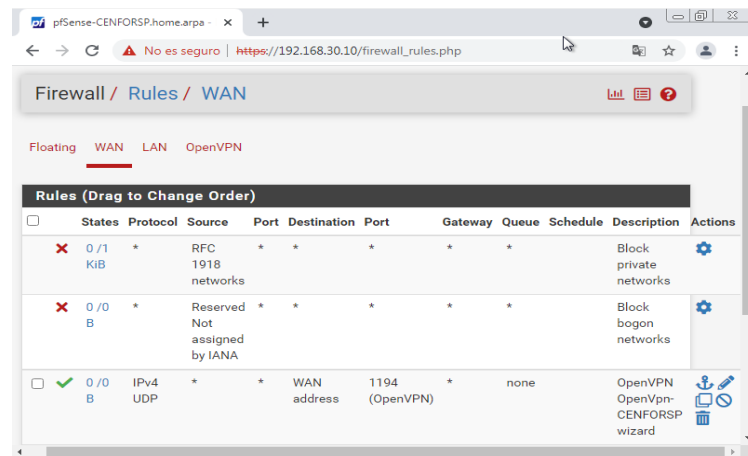 pfSense-CENFORSP.home.arpa -
No es seguro | https://192.168.30.10/firewall_rules.php
Firewall / Rules / WAN
Floating WAN LAN OpenVPN
Rules (Drag to Change Order)
States Protocol Source Port Destination Port Gateway Queue Schedule Description Actions
0 /1 KiB * RFC 1918 networks * * * * * Block private networks
0 /0 B * Reserved Not assigned by IANA * * * * * Block bogon networks
0 /0 B IPv4 UDP * * WAN address 1194 (OpenVPN) * none OpenVPN OpenVpn-CENFORSP wizard